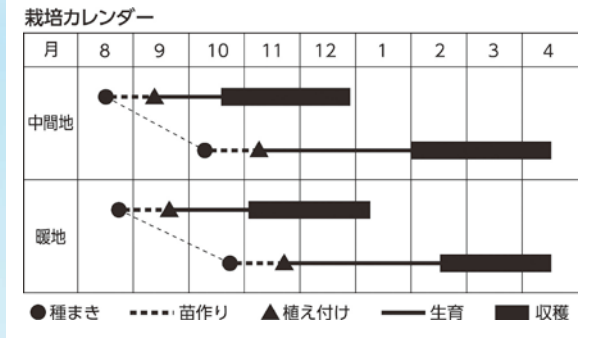 栽培カレンダー
月 8 9 10 11 12 1 2 3 4
中間地
暖地
種まき 苗作り 植え付け 生育 収穫